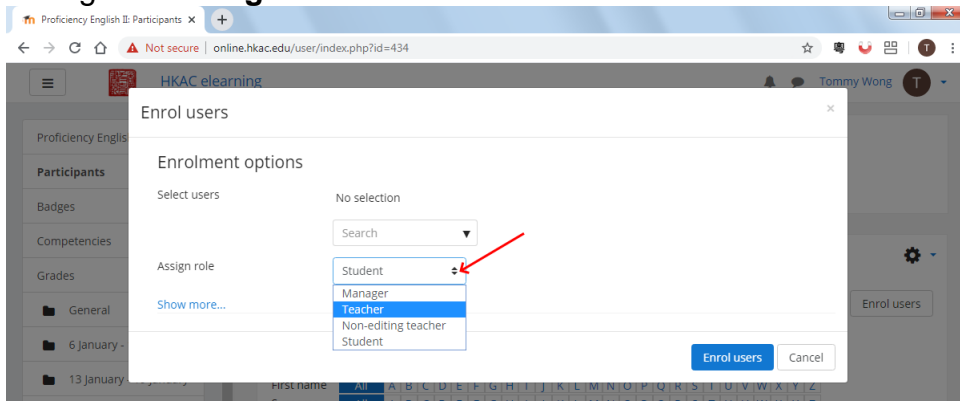 Proficiency English II: Participants
Not secure | online.hkac.edu/user/index.php?id=434
T
HKAC elearning
Tommy Wong T
Enrol users ×
Proficiency Englis
Enrolment options
Participants
Select users
No selection
Badges
Search
Competencies
Assign role
Student
Grades
Manager
Show more...
Teacher
General
Enrol users
Non-editing teacher
Student
6 January -
Enrol users Cancel
13 January
First name All A B C D E F G H I J K L M N O P Q R S T U V W X Y Z